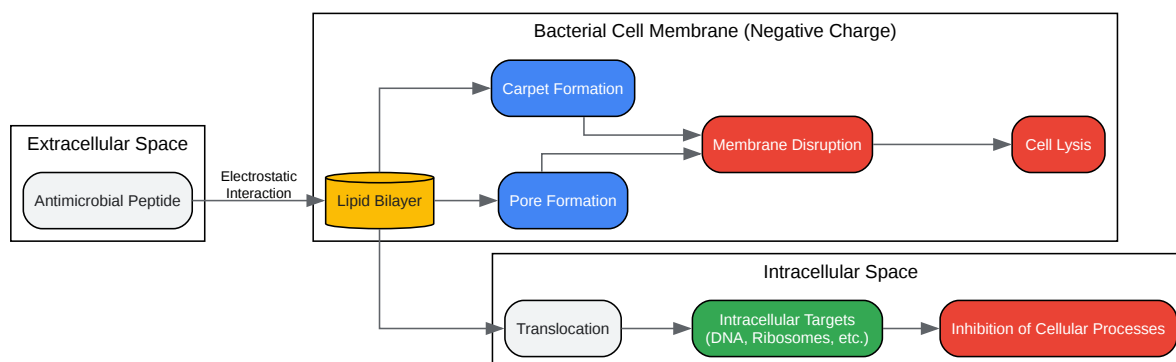 Bacterial Cell Membrane (Negative Charge)
Carpet Formation
Extracellular Space
Membrane Disruption
Cell Lysis
Electrostatic
Interaction
Antimicrobial Peptide
Lipid Bilayer
Pore Formation
Intracellular Space
Translocation
Intracellular Targets
(DNA, Ribosomes, etc.)
Inhibition of Cellular Processes